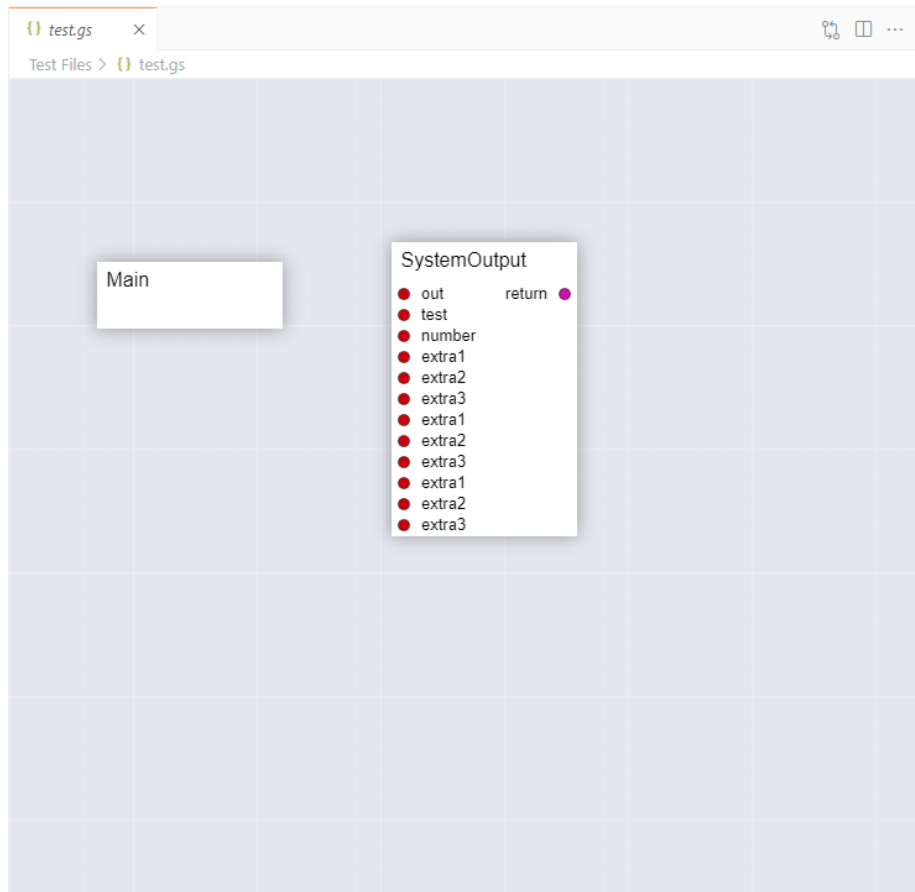 {} test.gs
Test Files > {} test.gs
Main
SystemOutput
out return
test
number
extra1
extra2
extra3
extra1
extra2
extra3
extra1
extra2
extra3